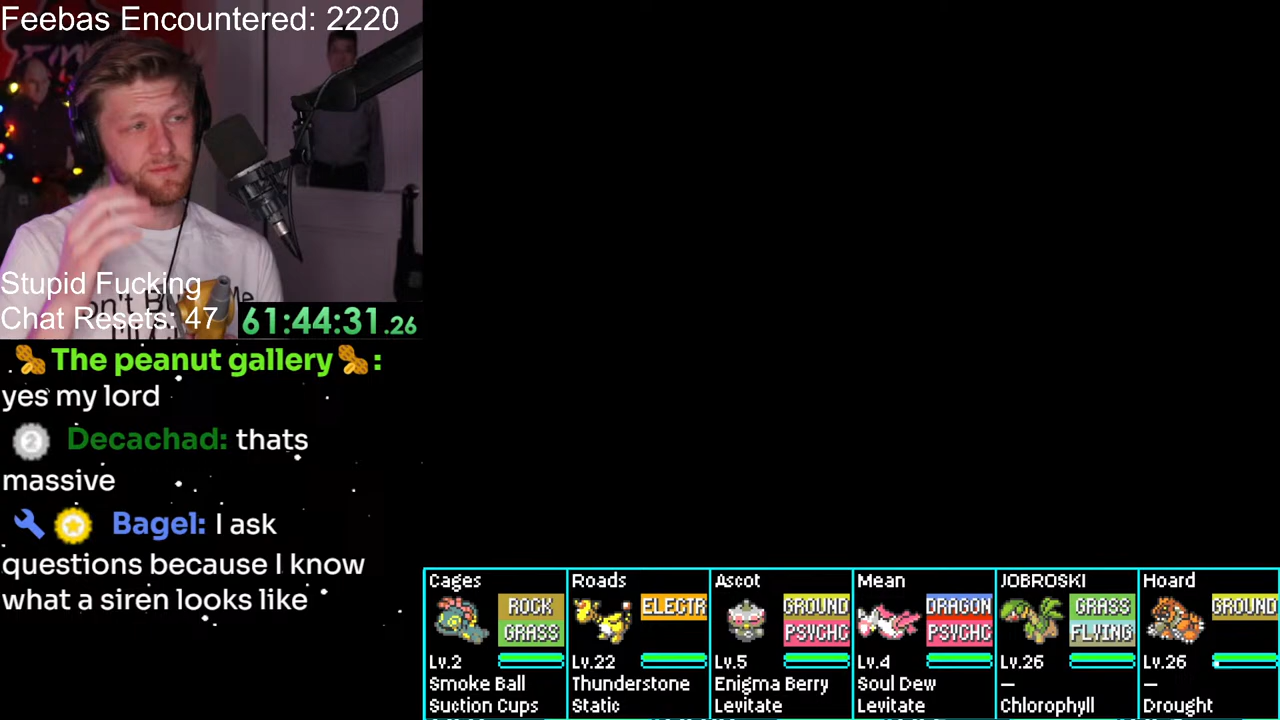 Feebas Encountered: 2220
Stupid Fucking
Chat Resets: 47
61:44:31.26
The peanut gallery:
yes my lord
2 Decachad: thats
massive
Bagel: I ask
questions because I know
what a siren looks like
Cages
ROCK
GRASS
Lv.2
Smoke Ball
Suction Cups
Roads
ELECTR
Lv.22
Thunderstone
Static
Ascot
GROUND
PSYCHC
Lv.5
Enigma Berry
Levitate
Mean
DRAGON
PSYCHC
Lv.4
Soul Dew
Levitate
JOBROSKI
GRASS
FLYING
Lv.26
—
Chlorophyll
Hoard
GROUND
Lv.26
—
Drought